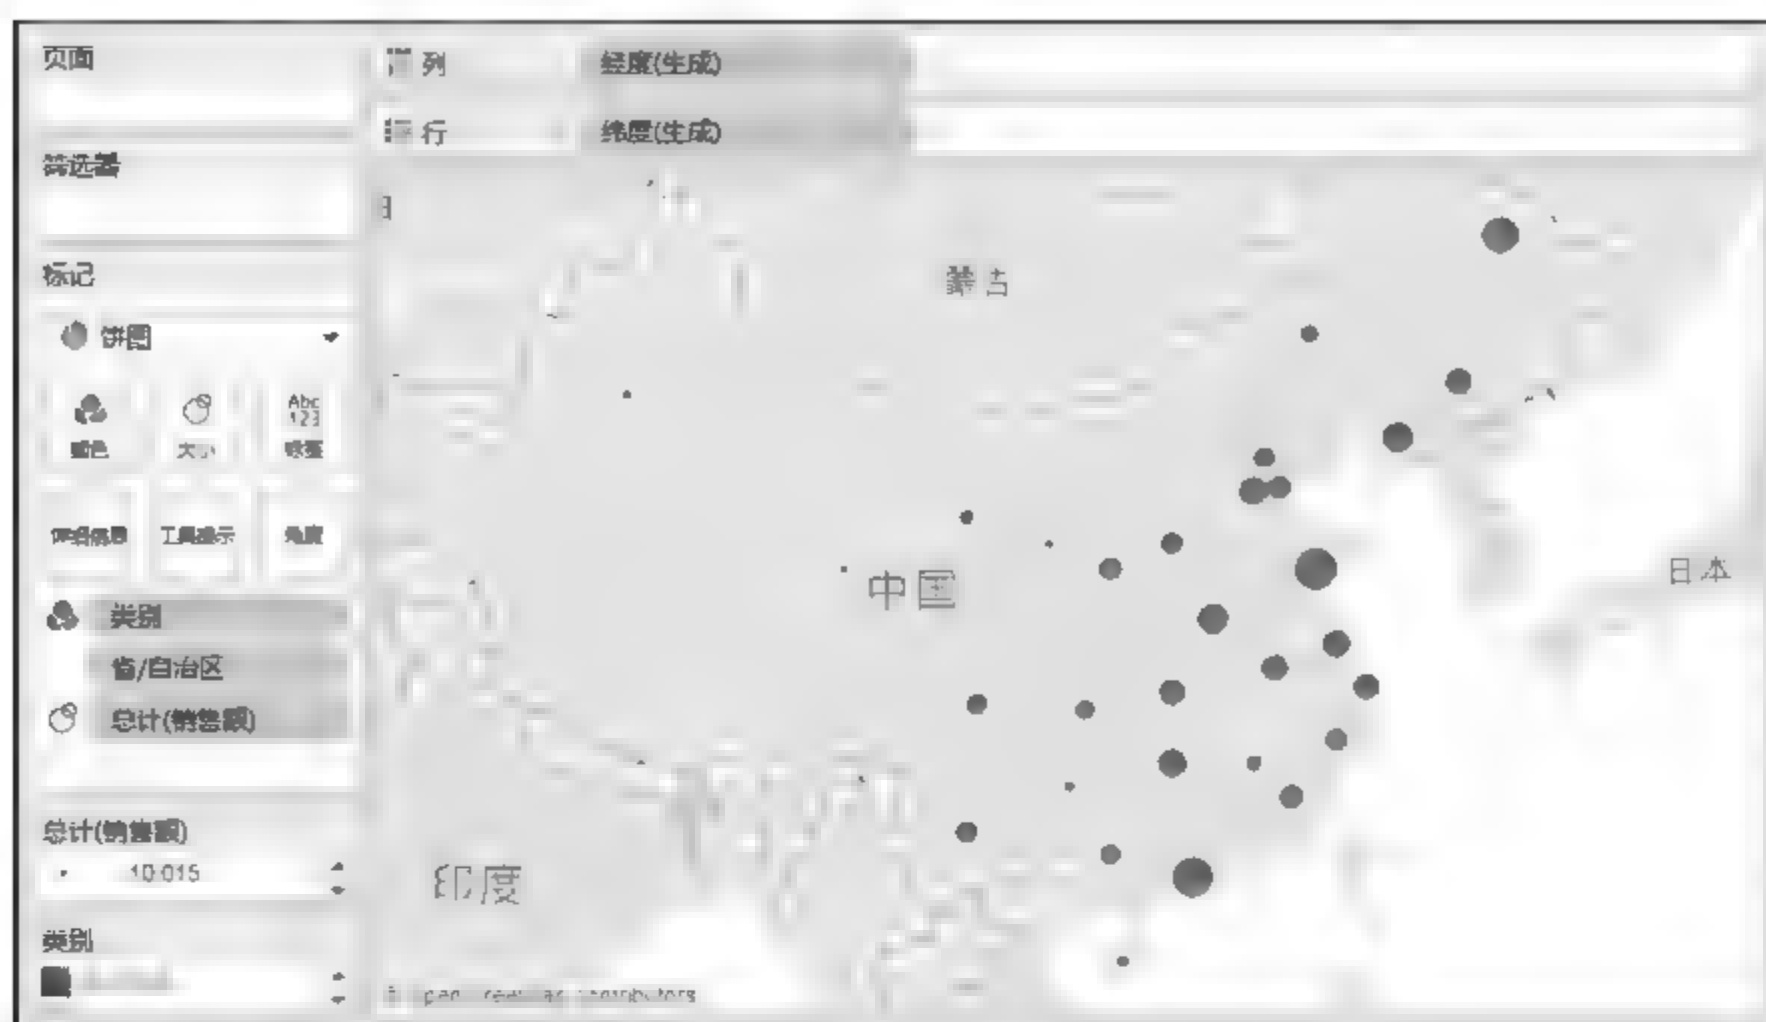 页面
列
经度(生成)
行
纬度(生成)
筛选器
标记
饼图
颜色
大小
Abc
123
标签
详细信息
工具提示
角度
类别
省/自治区
总计(销售额)
总计(销售额)
10,015
类别
蒙古
中国
日本
印度